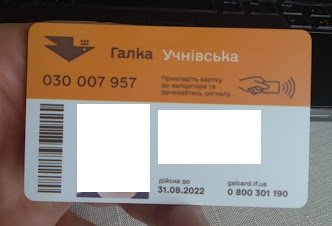 Галка Учнівська
030 007 957
Прикладіть картку
до валідатора та
дочекайтесь сигналу
дійсна до
31.08.2022
galcard.if.ua
0 800 301 190